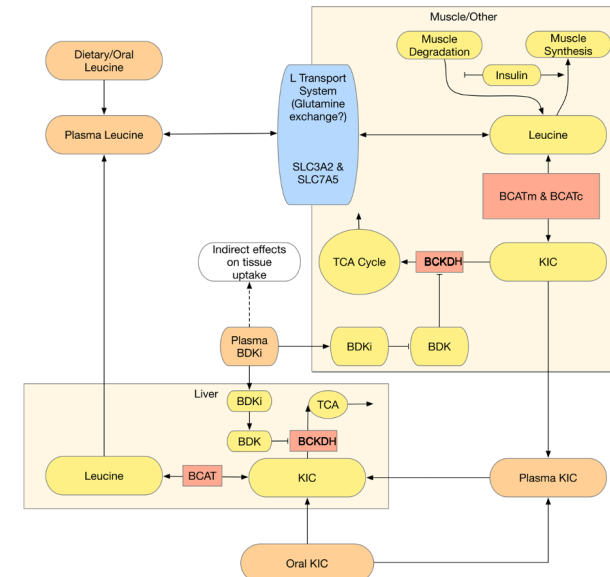 Muscle/Other
Dietary/Oral
Leucine
Muscle
Degradation
Muscle
Synthesis
L Transport
System
(Glutamine
exchange?)
Insulin
Plasma Leucine
Leucine
SLC3A2 &
SLC7A5
BCATm & BCATc
Indirect effects
on tissue
uptake
TCA Cycle
BCKDH
KIC
Plasma
BDKi
BDKi
BDK
Liver
BDKi
TCA
BDK
BCKDH
Leucine
BCAT
KIC
Plasma KIC
Oral KIC